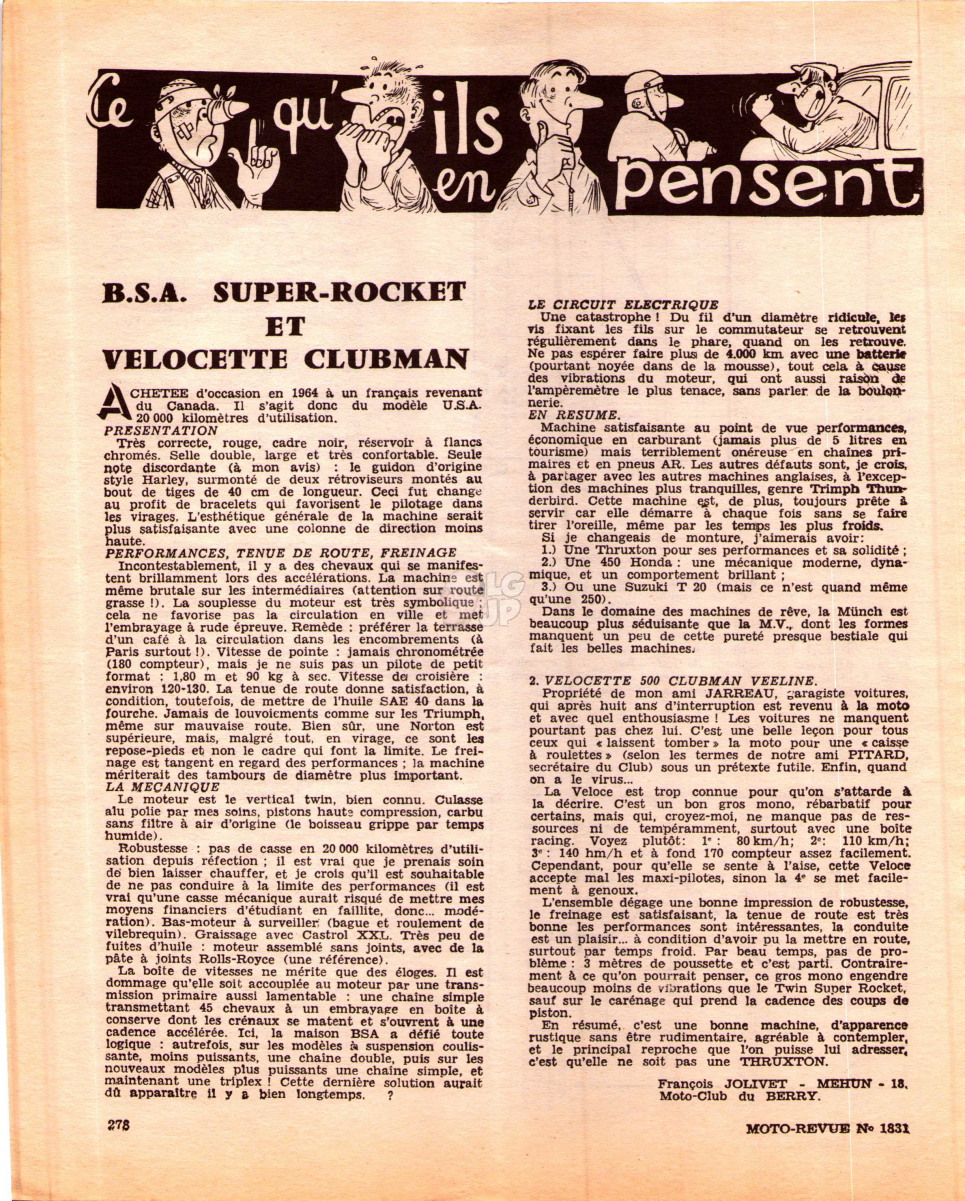 Ce qu' ils en pensent
B.S.A. SUPER-ROCKET
ET
VELOCETTE CLUBMAN
ACHETEE d'occasion en 1964 à un français revenant
du Canada. Il s'agit donc du modèle U.S.A.
20 000 kilomètres d'utilisation.
PRESENTATION
Très correcte, rouge, cadre noir, réservoir à flancs
chromés. Selle double, large et très confortable. Seule
note discordante (à mon avis) : le guidon d'origine
style Harley, surmonté de deux rétroviseurs montés au
bout de tiges de 40 cm de longueur. Ceci fut change
au profit de bracelets qui favorisent le pilotage dans
les virages. L'esthétique générale de la machine serait
plus satisfaisante avec une colonne de direction moins
haute.
PERFORMANCES, TENUE DE ROUTE, FREINAGE
Incontestablement, il y a des chevaux qui se manifes-
tent brillamment lors des accélérations. La machine est
même brutale sur les intermédiaires (attention sur route
grasse !). La souplesse du moteur est très symbolique ;
cela ne favorise pas la circulation en ville et met
l'embrayage à rude épreuve. Remède : préférer la terrasse
d'un café à la circulation dans les encombrements (à
Paris surtout !). Vitesse de pointe : jamais chronométrée
(180 compteur), mais je ne suis pas un pilote de petit
format : 1,80 m et 90 kg à sec. Vitesse de croisière :
environ 120-130. La tenue de route donne satisfaction, à
condition, toutefois, de mettre de l'huile SAE 40 dans la
fourche. Jamais de louvoiements comme sur les Triumph,
même sur mauvaise route. Bien sûr, une Norton est
supérieure, mais, malgré tout, en virage, ce sont les
repose-pieds et non le cadre qui font la limite. Le frei-
nage est tangent en regard des performances ; la machine
mériterait des tambours de diamètre plus important.
LA MECANIQUE
Le moteur est le vertical twin, bien connu. Culasse
alu polie par mes soins, pistons haute compression, carbu
sans filtre à air d'origine (le boisseau grippe par temps
humide).
Robustesse : pas de casse en 20 000 kilomètres d'utili-
sation depuis réfection ; il est vrai que je prenais soin
de bien laisser chauffer, et je crois qu'il est souhaitable
de ne pas conduire à la limite des performances (il est
vrai qu'une casse mécanique aurait risqué de mettre mes
moyens financiers d'étudiant en faillite, donc... modé-
ration). Bas-moteur à surveiller (bague et roulement de
vilebrequin). Graissage avec Castrol XXL. Très peu de
fuites d'huile : moteur assemblé sans joints, avec de la
pâte à joints Rolls-Royce (une référence).
La boîte de vitesses ne mérite que des éloges. Il est
dommage qu'elle soit accouplée au moteur par une trans-
mission primaire aussi lamentable : une chaîne simple
transmettant 45 chevaux à un embrayage en boîte à
conserve dont les crénaux se matent et s'ouvrent à une
cadence accélérée. Ici, la maison BSA a défié toute
logique : autrefois, sur les modèles à suspension coulis-
sante, moins puissants, une chaîne double, puis sur les
nouveaux modèles plus puissants une chaîne simple, et
maintenant une triplex ! Cette dernière solution aurait
dû apparaître il y a bien longtemps. ?
LE CIRCUIT ELECTRIQUE
Une catastrophe ! Du fil d'un diamètre ridicule, les
vis fixant les fils sur le commutateur se retrouvent
régulièrement dans le phare, quand on les retrouve.
Ne pas espérer faire plus de 4.000 km avec une batterie
(pourtant noyée dans de la mousse), tout cela à cause
des vibrations du moteur, qui ont aussi raison de
l'ampèremètre le plus tenace, sans parler de la boulon-
nerie.
EN RESUME.
Machine satisfaisante au point de vue performances,
économique en carburant (jamais plus de 5 litres en
tourisme) mais terriblement onéreuse en chaînes pri-
maires et en pneus AR. Les autres défauts sont, je crois,
à partager avec les autres machines anglaises, à l'excep-
tion des machines plus tranquilles, genre Trimph Thun-
derbird. Cette machine est, de plus, toujours prête à
servir car elle démarre à chaque fois sans se faire
tirer l'oreille, même par les temps les plus froids.
Si je changeais de monture, j'aimerais avoir:
1.) Une Thruxton pour ses performances et sa solidité ;
2.) Une 450 Honda : une mécanique moderne, dyna-
mique, et un comportement brillant ;
3.) Ou une Suzuki T 20 (mais ce n'est quand même
qu'une 250).
Dans le domaine des machines de rêve, la Münch est
beaucoup plus séduisante que la M.V., dont les formes
manquent un peu de cette pureté presque bestiale qui
fait les belles machines.
2. VELOCETTE 500 CLUBMAN VEELINE.
Propriété de mon ami JARREAU, garagiste voitures,
qui après huit ans d'interruption est revenu à la moto
et avec quel enthousiasme ! Les voitures ne manquent
pourtant pas chez lui. C'est une belle leçon pour tous
ceux qui « laissent tomber » la moto pour une « caisse
à roulettes » (selon les termes de notre ami PITARD,
secrétaire du Club) sous un prétexte futile. Enfin, quand
on a le virus...
La Veloce est trop connue pour qu'on s'attarde à
la décrire. C'est un bon gros mono, rébarbatif pour
certains, mais qui, croyez-moi, ne manque pas de res-
sources ni de tempérament, surtout avec une boîte
racing. Voyez plutôt: 1e : 80 km/h; 2e: 110 km/h;
3e : 140 hm/h et à fond 170 compteur assez facilement.
Cependant, pour qu'elle se sente à l'aise, cette Veloce
accepte mal les maxi-pilotes, sinon la 4e se met facile-
ment à genoux.
L'ensemble dégage une bonne impression de robustesse,
le freinage est satisfaisant, la tenue de route est très
bonne les performances sont intéressantes, la conduite
est un plaisir... à condition d'avoir pu la mettre en route,
surtout par temps froid. Par beau temps, pas de pro-
blème : 3 mètres de poussette et c'est parti. Contraire-
ment à ce qu'on pourrait penser, ce gros mono engendre
beaucoup moins de vibrations que le Twin Super Rocket,
sauf sur le carénage qui prend la cadence des coups de
piston.
En résumé, c'est une bonne machine, d'apparence
rustique sans être rudimentaire, agréable à contempler,
et le principal reproche que l'on puisse lui adresser,
c'est qu'elle ne soit pas une THRUXTON.
François JOLIVET - MEHUN - 18.
Moto-Club du BERRY.
278
MOTO-REVUE No 1831